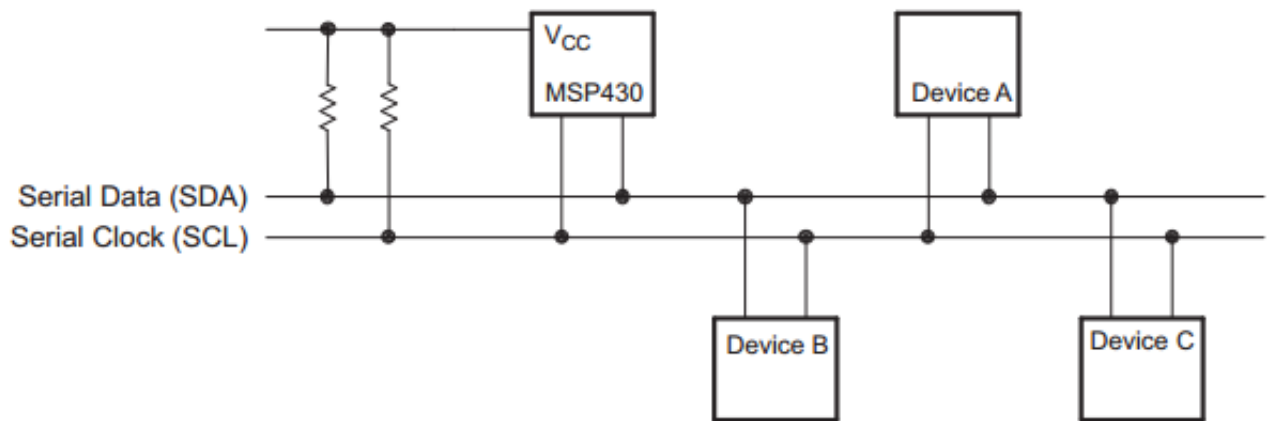 VCC
MSP430
Device A
Serial Data (SDA)
Serial Clock (SCL)
Device B
Device C